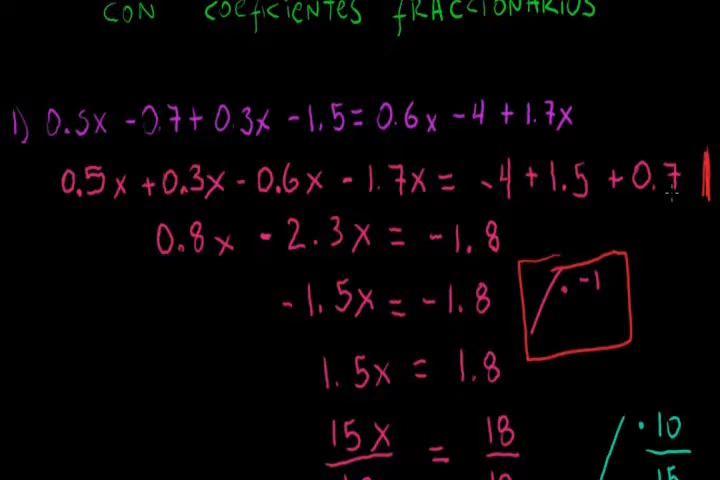 CON COEFICIENTES FRACCIONARIOS
1) 0.5x - 0.7 + 0.3x - 1.5 = 0.6x - 4 + 1.7x
0.5x + 0.3x - 0.6x - 1.7x = -4 + 1.5 + 0.7
0.8x - 2.3x = -1.8
-1.5x = -1.8
/ · -1
1.5x = 1.8
15x = 18 / · 10
10 10 15